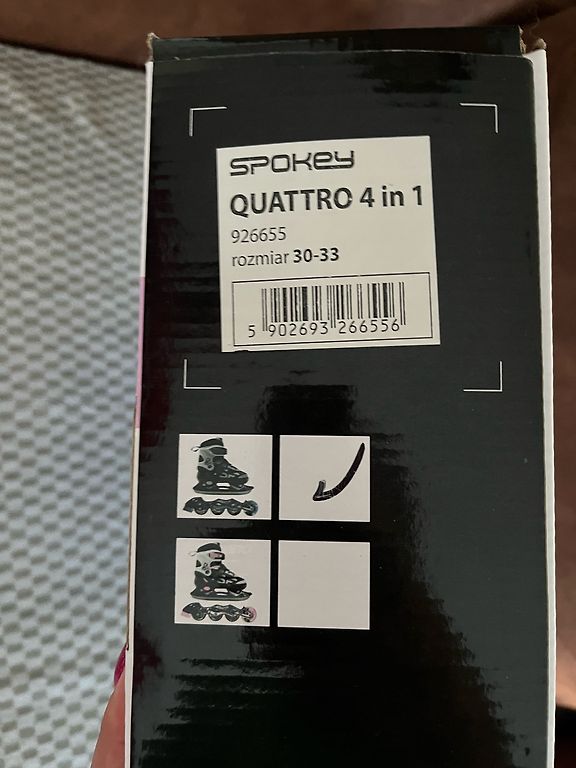 SPOKEY
QUATTRO 4 in 1
926655
rozmiar 30-33
5 902693 266556